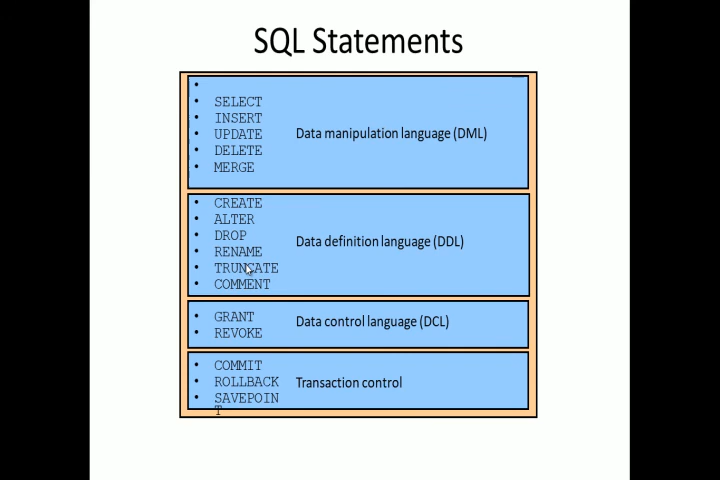 SQL Statements
•
• SELECT
• INSERT
• UPDATE
• DELETE
• MERGE
Data manipulation language (DML)
• CREATE
• ALTER
• DROP
• RENAME
• TRUNCATE
• COMMENT
Data definition language (DDL)
• GRANT
• REVOKE
Data control language (DCL)
• COMMIT
• ROLLBACK
• SAVEPOIN
T
Transaction control